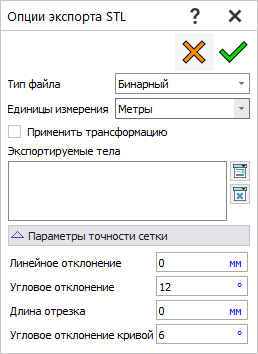 Опции экспорта STL
Тип файла Бинарный
Единицы измерения Метры
Применить трансформацию
Экспортируемые тела
Параметры точности сетки
Линейное отклонение 0 мм
Угловое отклонение 12 °
Длина отрезка 0 мм
Угловое отклонение кривой 6 °